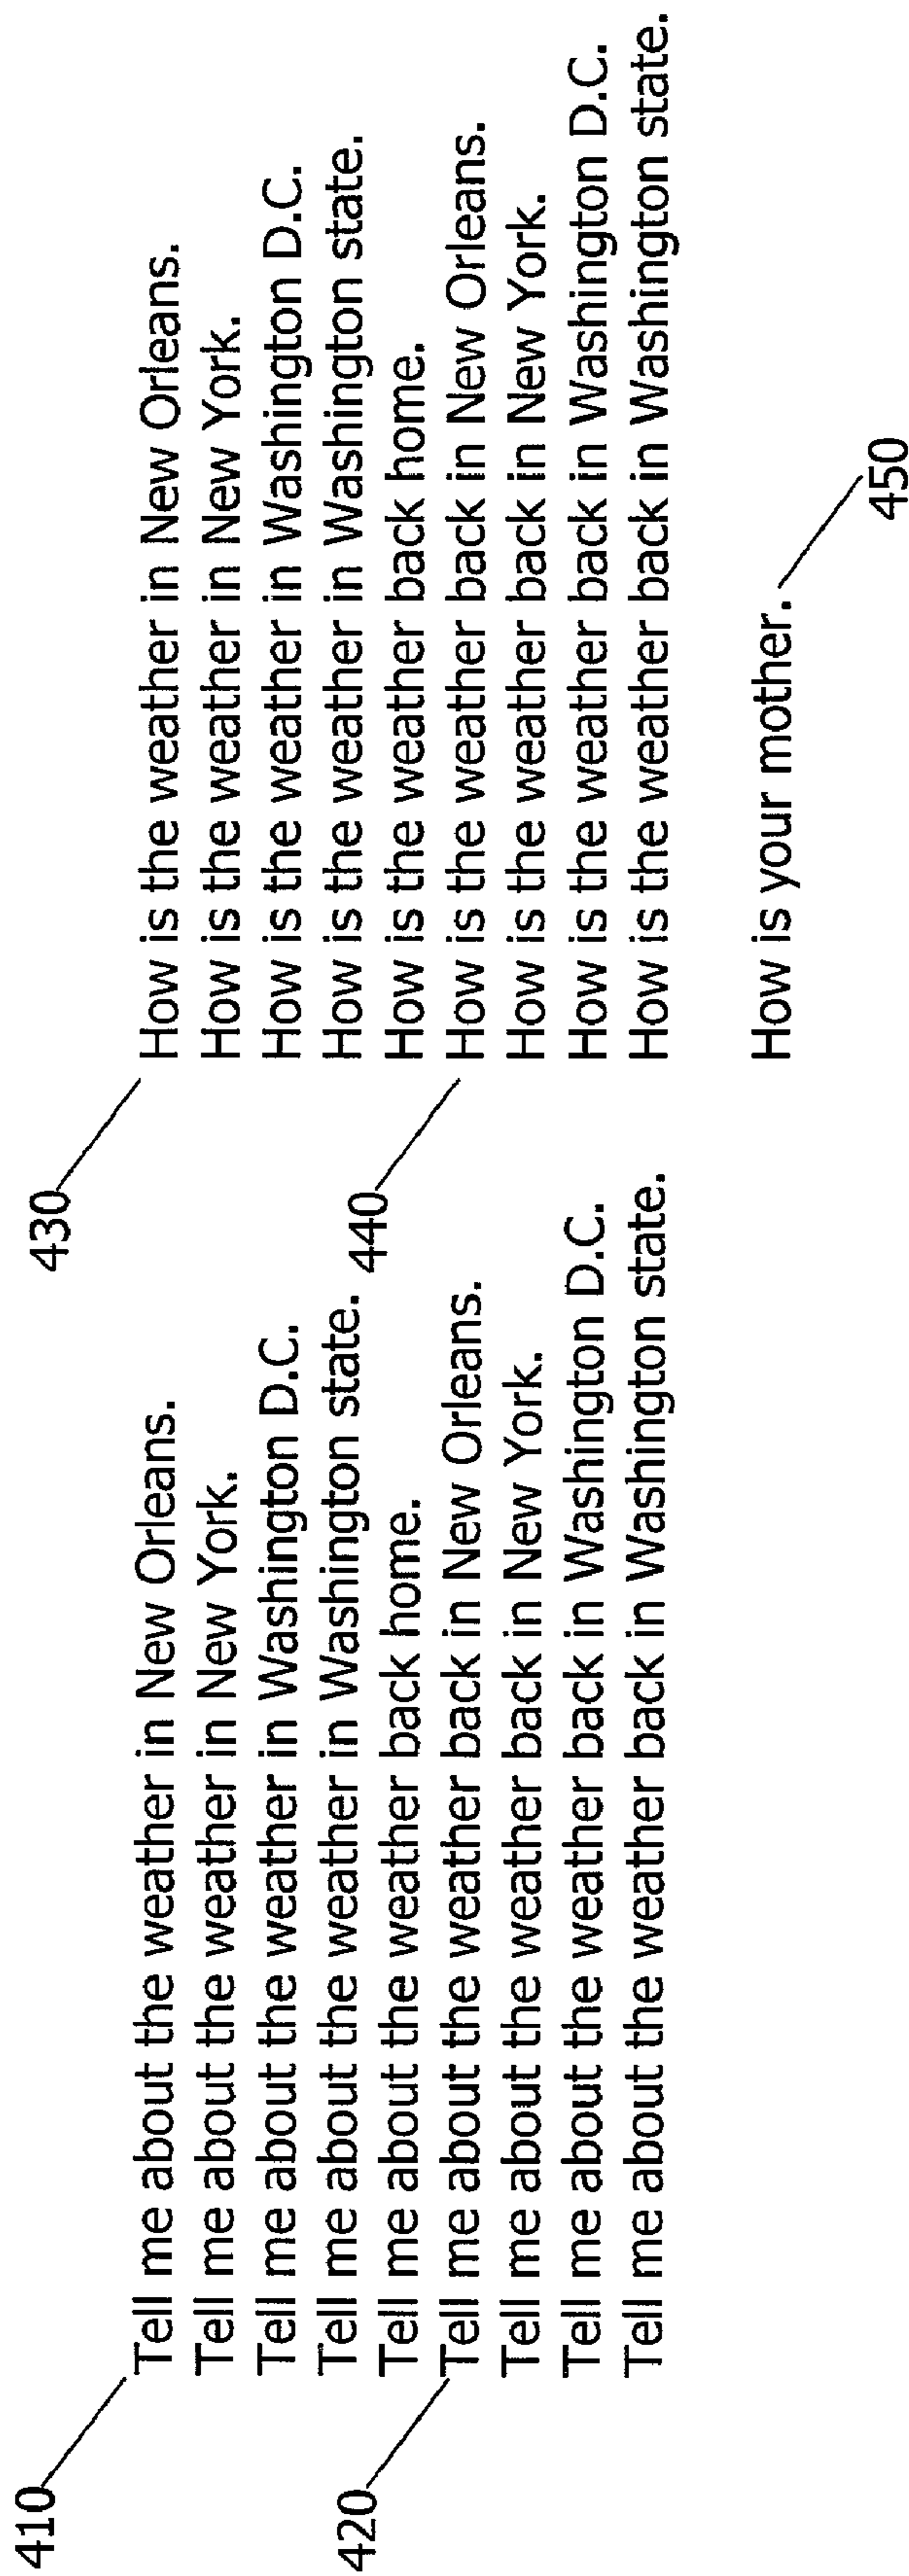 410
Tell me about the weather in New Orleans.
Tell me about the weather in New York.
Tell me about the weather in Washington D.C.
Tell me about the weather in Washington state.
Tell me about the weather back home.
420
Tell me about the weather back in New Orleans.
Tell me about the weather back in New York.
Tell me about the weather back in Washington D.C.
Tell me about the weather back in Washington state.
430
How is the weather in New Orleans.
How is the weather in New York.
How is the weather in Washington D.C.
How is the weather in Washington state.
How is the weather back home.
440
How is the weather back in New Orleans.
How is the weather back in New York.
How is the weather back in Washington D.C.
How is the weather back in Washington state.
How is your mother.
450